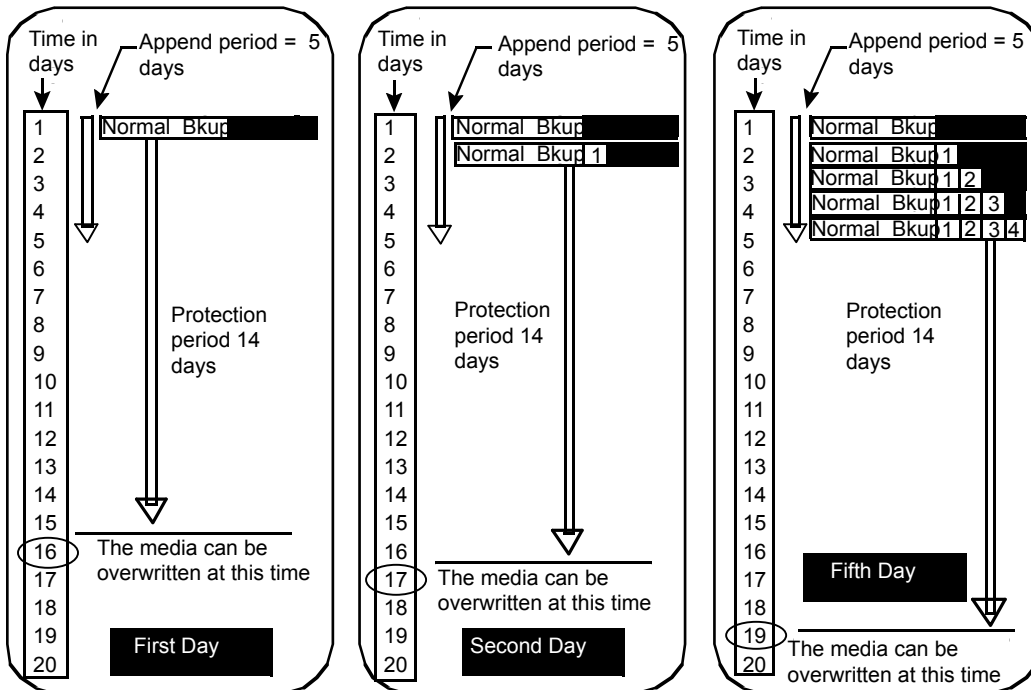 Time in
days
Append period =  5
days
1
2
3
4
5
6
7
8
9
10
11
12
13
14
15
16
17
18
19
20
Normal  Bkup
Protection
period 14
days
The media can be
overwritten at this time
First Day
Time in
days
Append period =  5
days
1
2
3
4
5
6
7
8
9
10
11
12
13
14
15
16
17
18
19
20
Normal  Bkup
Normal  Bkup 1
Protection
period 14
days
The media can be
overwritten at this time
Second Day
Time in
days
Append period =  5
days
1
2
3
4
5
6
7
8
9
10
11
12
13
14
15
16
17
18
19
20
Normal  Bkup
Normal  Bkup 1
Normal  Bkup 1 2
Normal  Bkup 1 2 3
Normal  Bkup 1 2 3 4
Protection
period 14
days
Fifth Day
The media can be
overwritten at this time